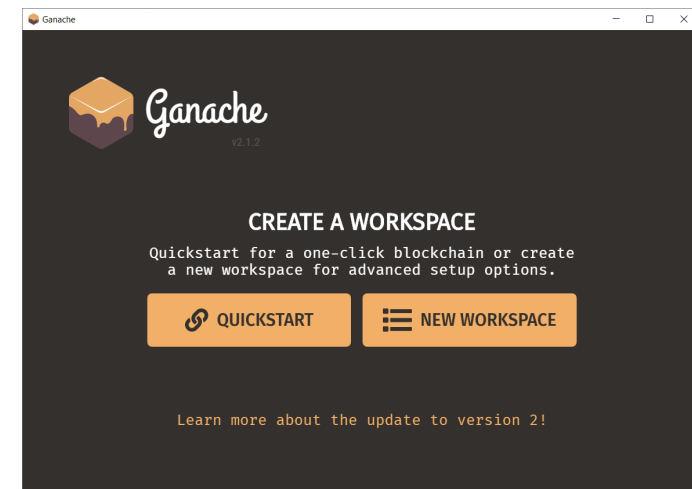 Ganache
Ganache
v2.1.2
CREATE A WORKSPACE
Quickstart for a one-click blockchain or create
a new workspace for advanced setup options.
QUICKSTART
NEW WORKSPACE
Learn more about the update to version 2!